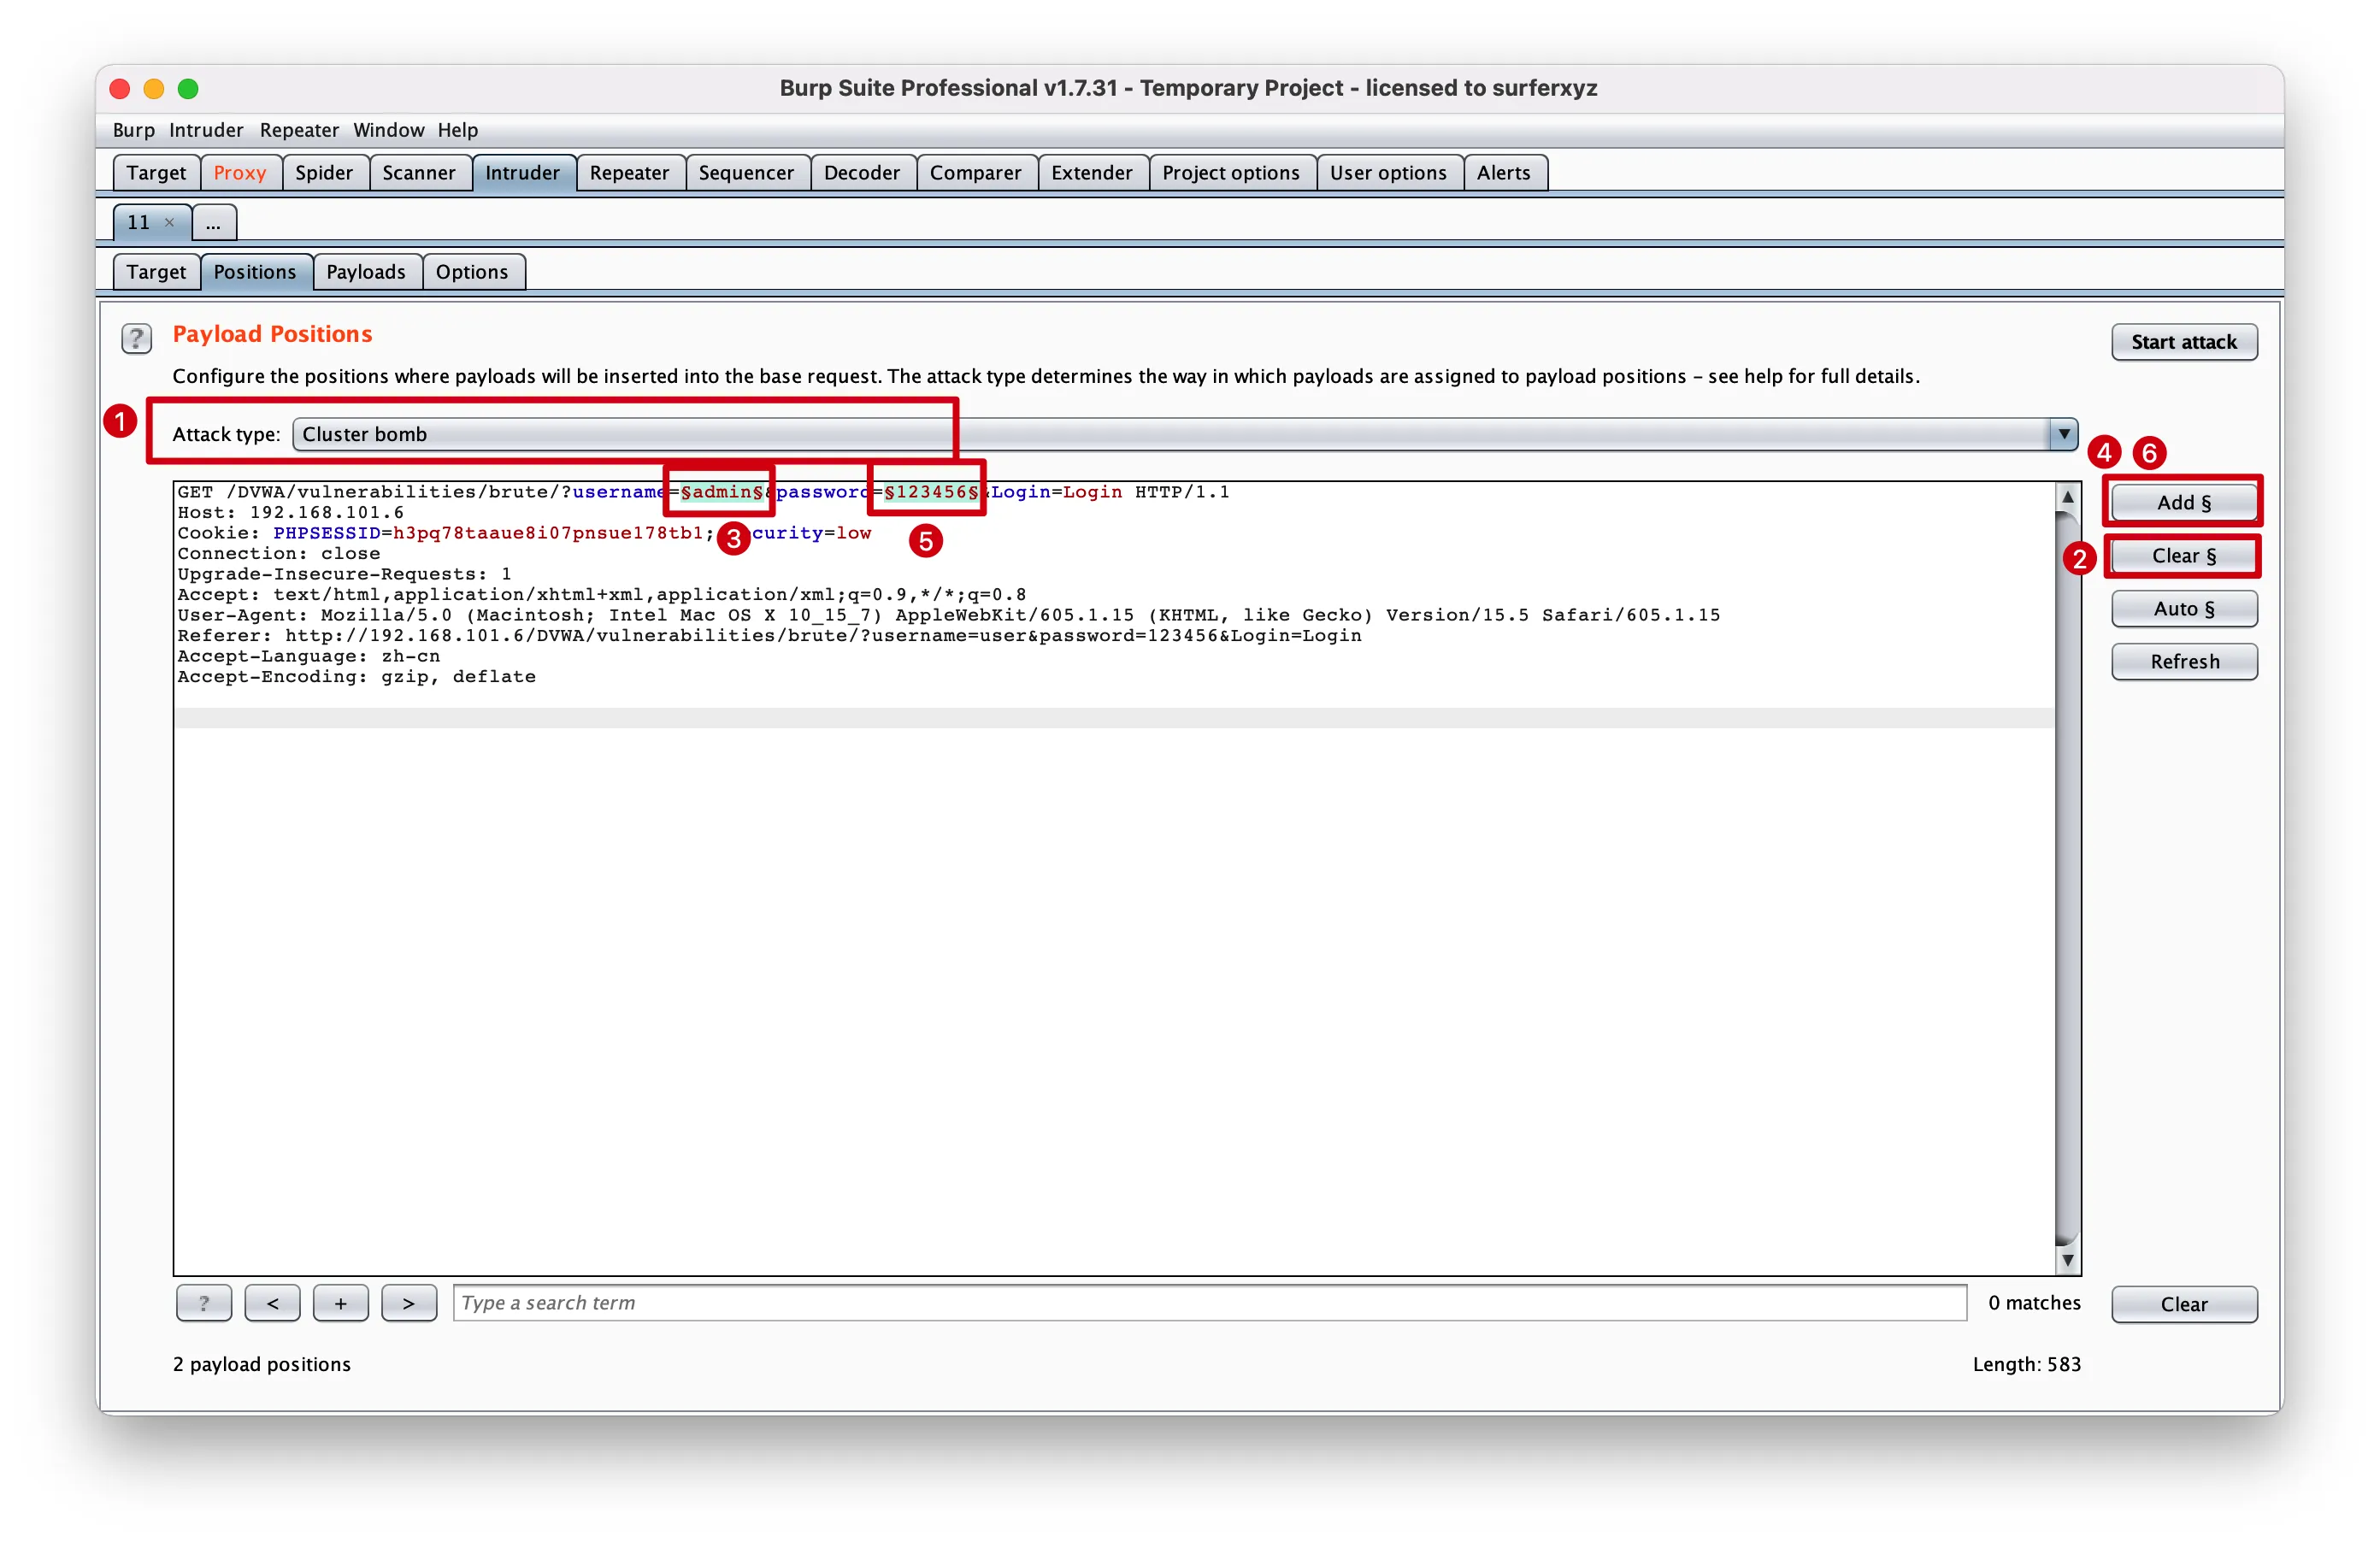 Burp Suite Professional v1.7.31 - Temporary Project - licensed to surferxyz
Burp Intruder Repeater Window Help
Target Proxy Spider Scanner Intruder Repeater Sequencer Decoder Comparer Extender Project options User options Alerts
11 × ...
Target Positions Payloads Options
? Payload Positions
Start attack
Configure the positions where payloads will be inserted into the base request. The attack type determines the way in which payloads are assigned to payload positions – see help for full details.
1
Attack type: Cluster bomb
4 6
GET /DVWA/vulnerabilities/brute/?username=§admin§&password=§123456§&Login=Login HTTP/1.1
Add §
Host: 192.168.101.6
Cookie: PHPSESSID=h3pq78taaue8i07pnsue178tb1; curity=low
3 5
Connection: close
2 Clear §
Upgrade-Insecure-Requests: 1
Accept: text/html,application/xhtml+xml,application/xml;q=0.9,*/*;q=0.8
User-Agent: Mozilla/5.0 (Macintosh; Intel Mac OS X 10_15_7) AppleWebKit/605.1.15 (KHTML, like Gecko) Version/15.5 Safari/605.1.15
Auto §
Referer: http://192.168.101.6/DVWA/vulnerabilities/brute/?username=user&password=123456&Login=Login
Accept-Language: zh-cn
Refresh
Accept-Encoding: gzip, deflate
? < + > Type a search term 0 matches Clear
2 payload positions Length: 583